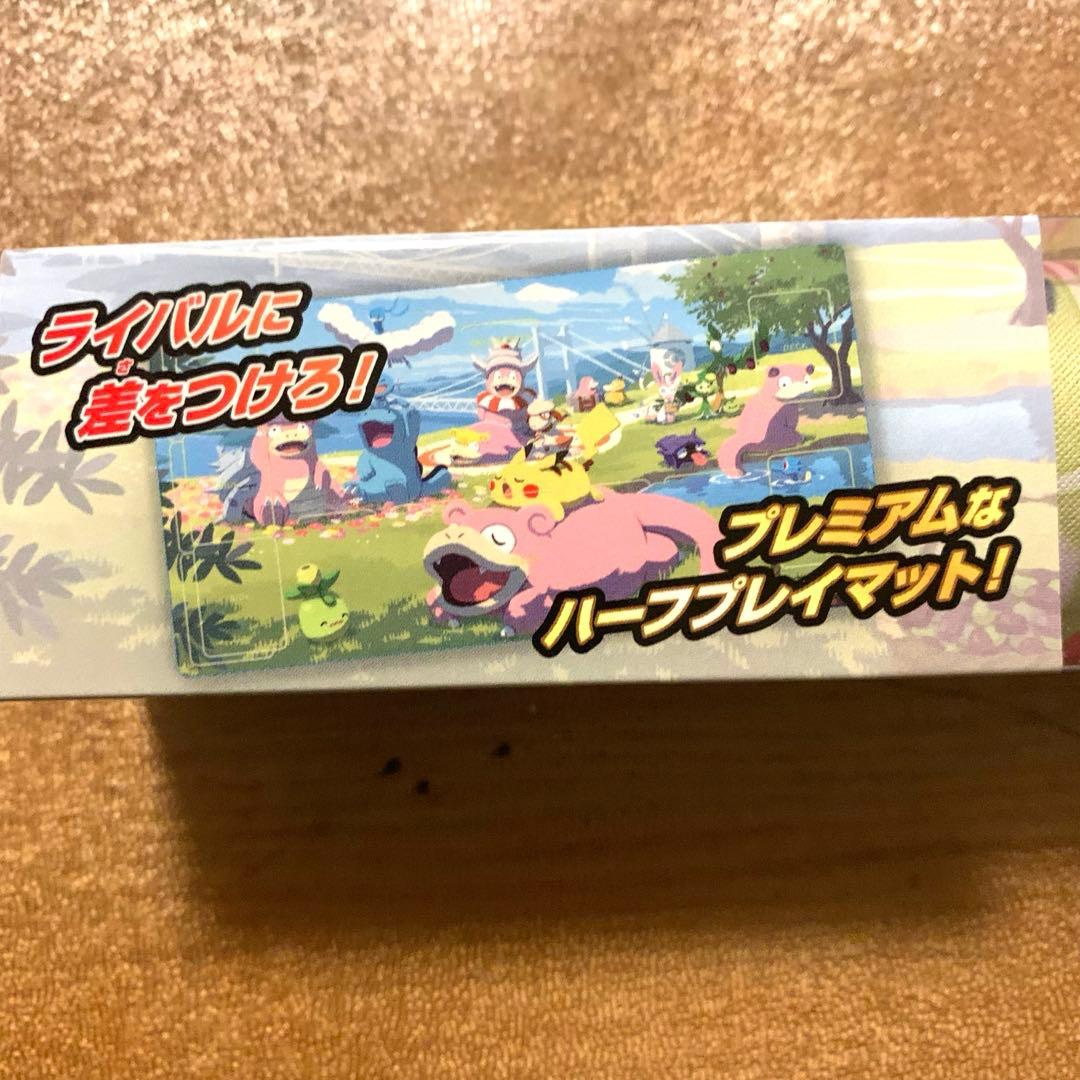 ライバルに
差をつけろ!
さ
プレミアムな
ハーフプレイマット!